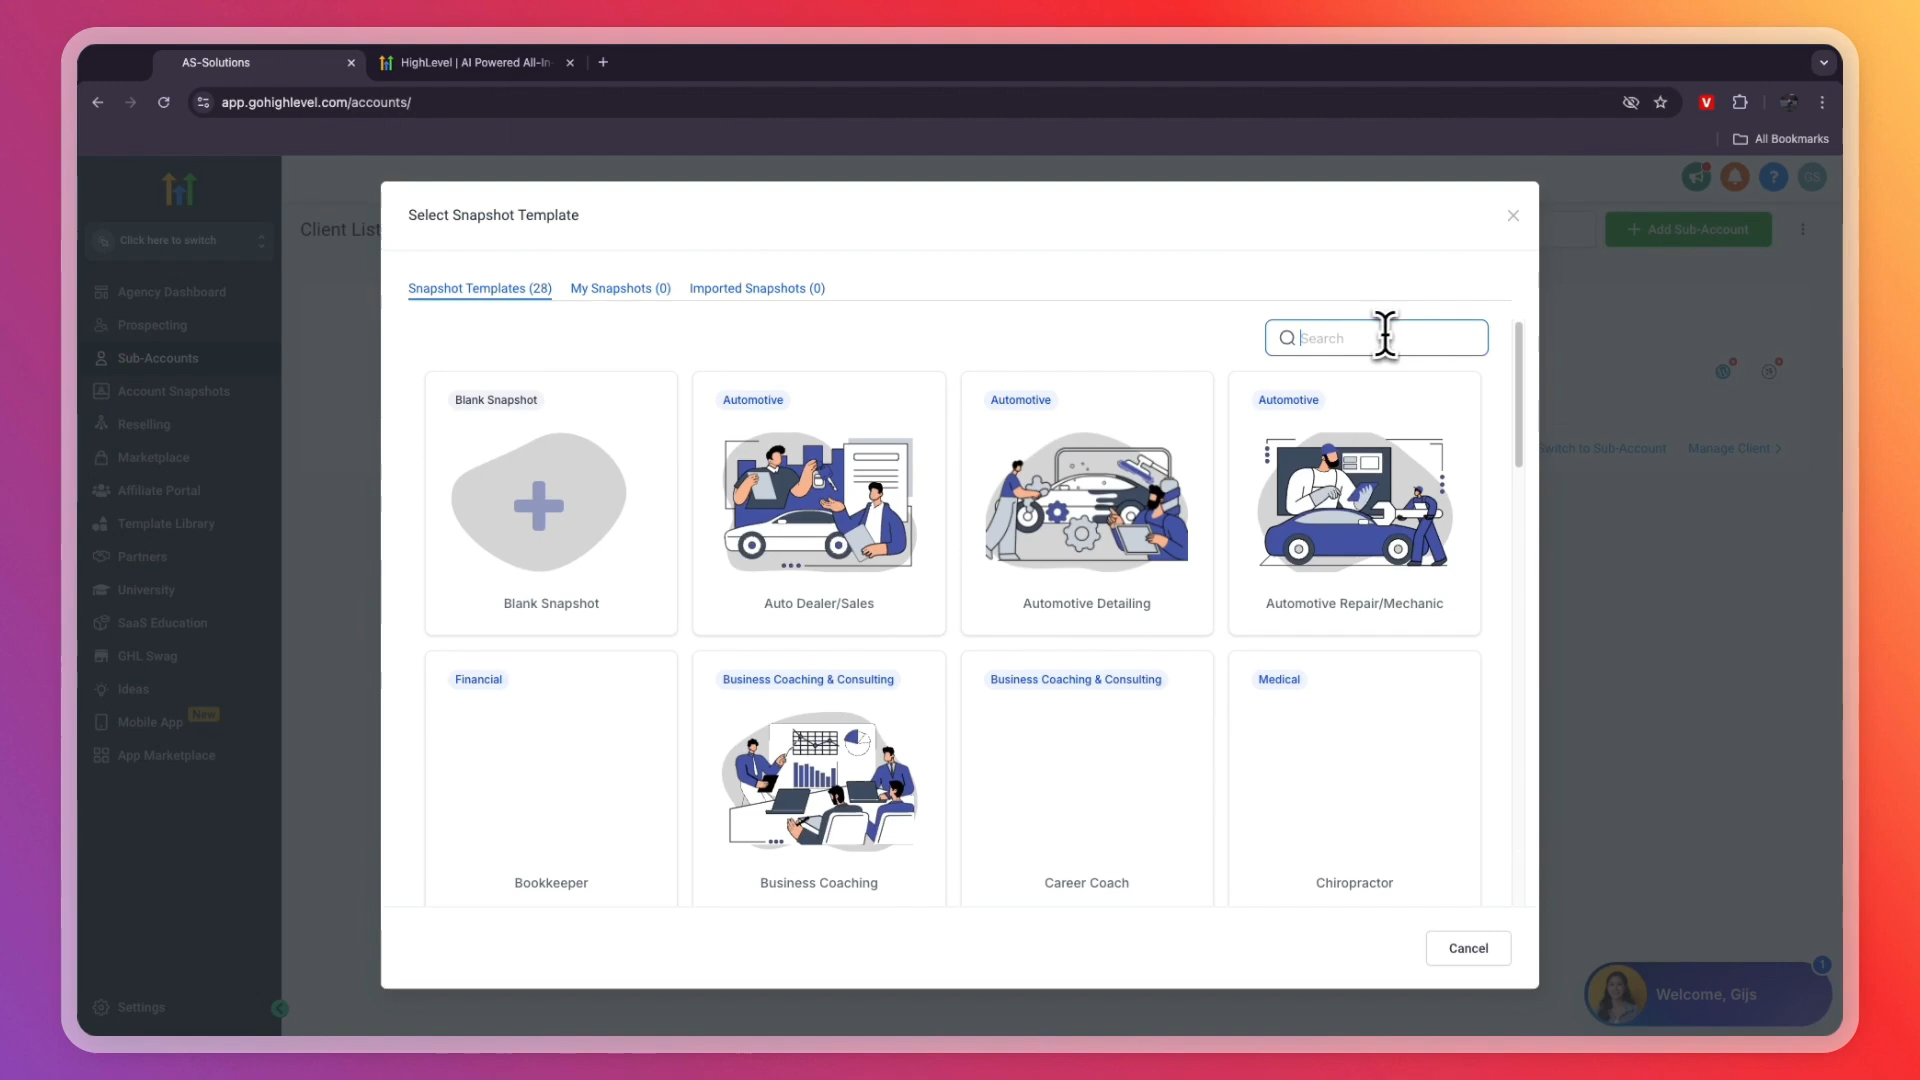 AS-Solutions
HighLevel | AI Powered All-In-
app.gohighlevel.com/accounts/
All Bookmarks
Click here to switch
Agency Dashboard
Prospecting
Sub-Accounts
Account Snapshots
Reselling
Marketplace
Affiliate Portal
Template Library
Partners
University
SaaS Education
GHL Swag
Ideas
Mobile App New
App Marketplace
Settings
Client List
GS
+ Add Sub-Account
Switch to Sub-Account
Manage Client >
Select Snapshot Template
Snapshot Templates (28) My Snapshots (0) Imported Snapshots (0)
Search
Blank Snapshot
Automotive
Automotive
Automotive
Blank Snapshot
Auto Dealer/Sales
Automotive Detailing
Automotive Repair/Mechanic
Financial
Business Coaching & Consulting
Business Coaching & Consulting
Medical
Bookkeeper
Business Coaching
Career Coach
Chiropractor
Cancel
1
Welcome, Gijs